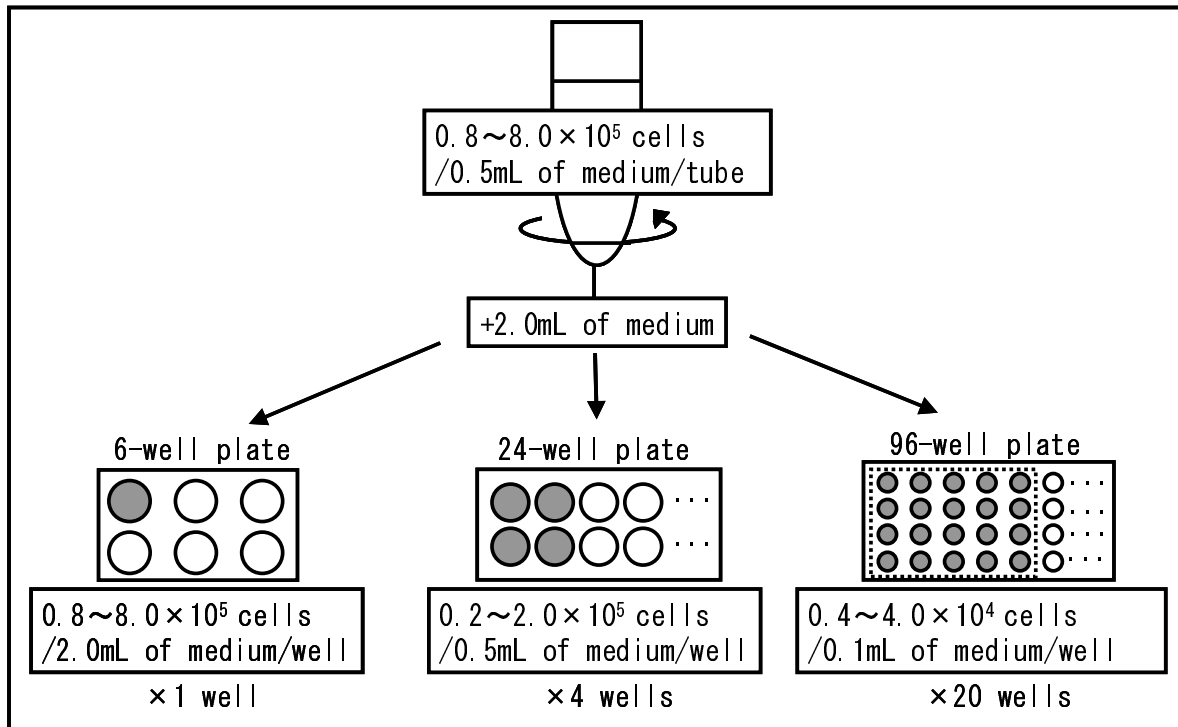 0.8～8.0×10⁵ cells
/0.5mL of medium/tube
+2.0mL of medium
6-well plate
24-well plate
96-well plate
･･･
･･･
･･･
･･･
･･･
･･･
0.8～8.0×10⁵ cells
/2.0mL of medium/well
×1 well
0.2～2.0×10⁵ cells
/0.5mL of medium/well
×4 wells
0.4～4.0×10⁴ cells
/0.1mL of medium/well
×20 wells